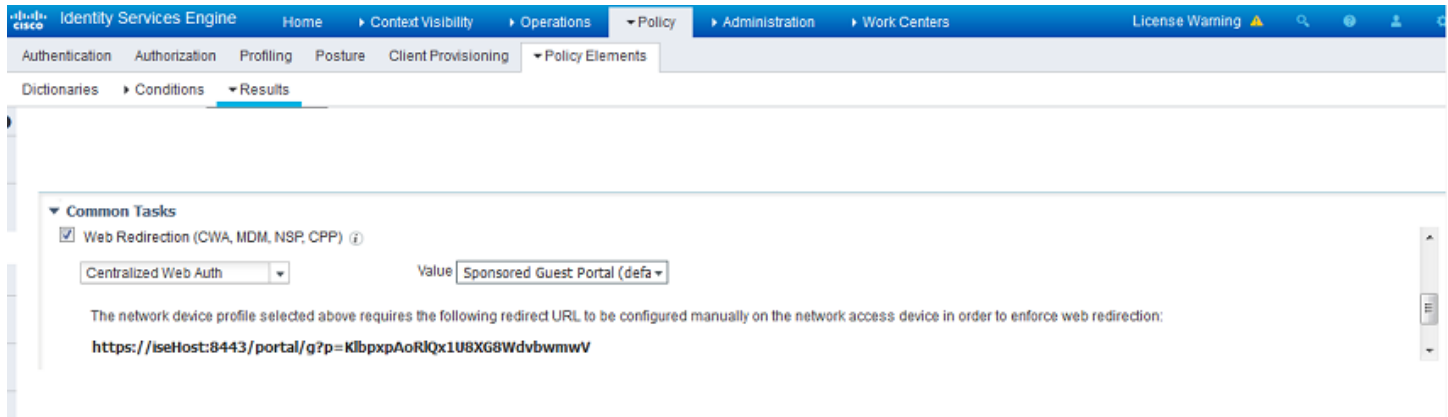 cisco Identity Services Engine Home Context Visibility Operations Policy Administration Work Centers License Warning
Authentication Authorization Profiling Posture Client Provisioning Policy Elements
Dictionaries Conditions Results
Common Tasks
Web Redirection (CWA, MDM, NSP, CPP)
Centralized Web Auth Value Sponsored Guest Portal (defa
The network device profile selected above requires the following redirect URL to be configured manually on the network access device in order to enforce web redirection:
https://iseHost:8443/portal/g?p=KlbpxpAoRlQx1U8XG8WdvbwmwV